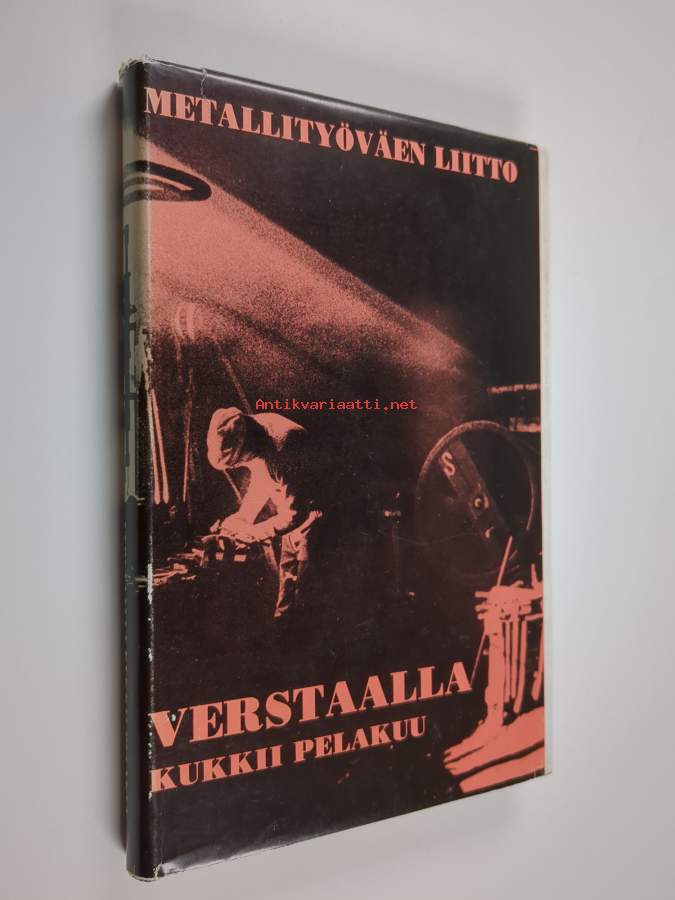 METALLITYÖVÄEN LIITTO
Antikvariaatti.net
S
VERSTAALLA
KUKKII PELAKUU